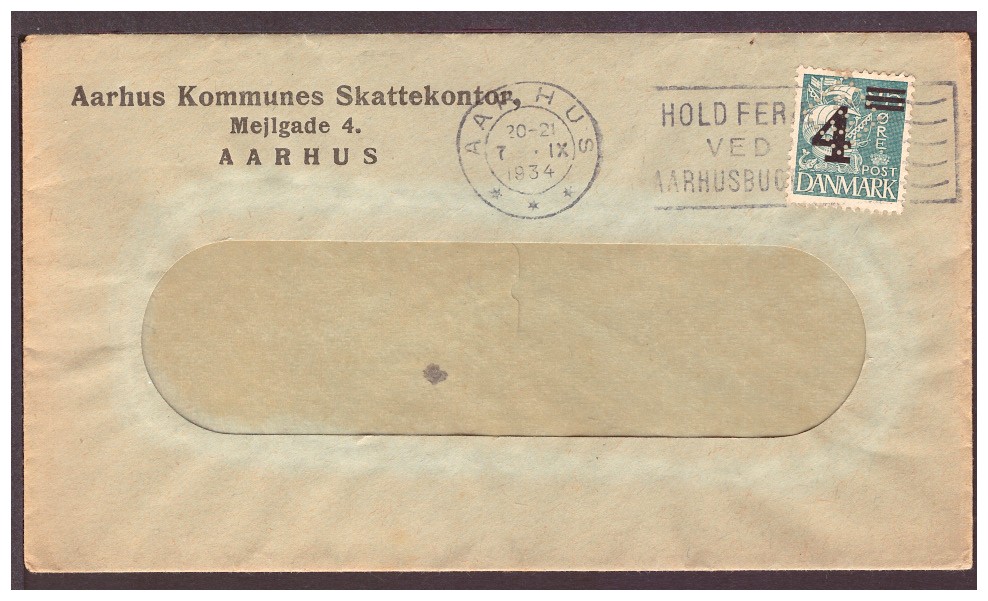 Aarhus Kommunes Skattekontor,
Mejlgade 4.
AARHUS
AARHUS
20-21
7 . IX
1934
HOLD FER
VED
AARHUSBUG
4
ØRE
POST
DANMARK